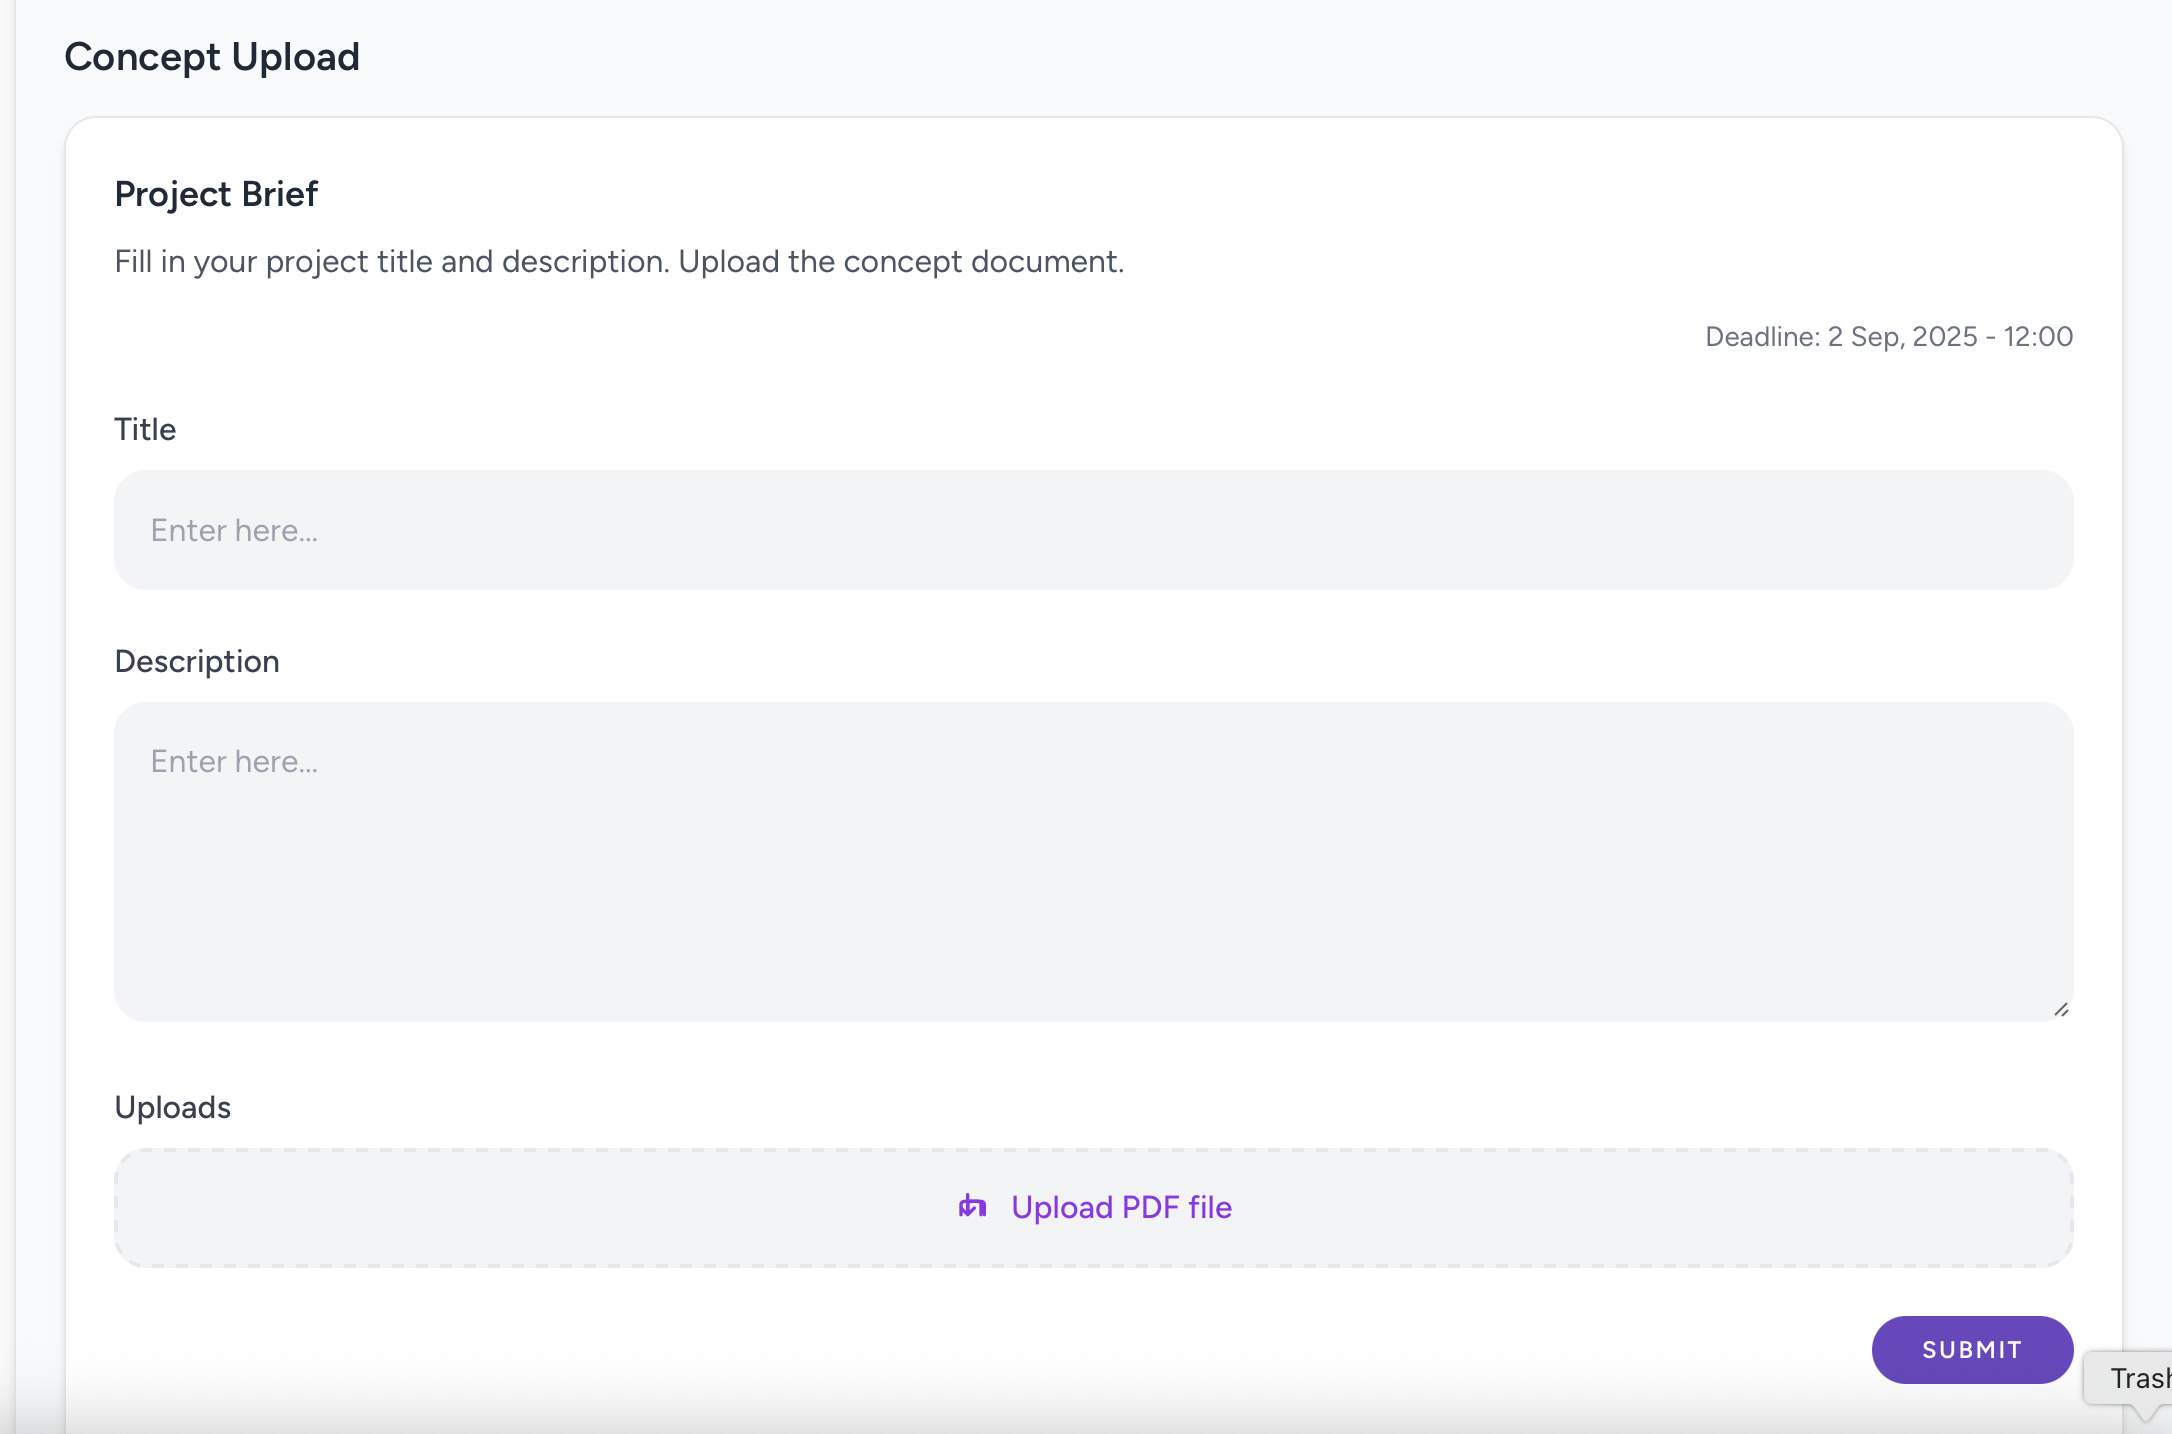 Concept Upload
Project Brief
Fill in your project title and description. Upload the concept document.
Deadline: 2 Sep, 2025 - 12:00
Title
Enter here...
Description
Enter here...
Uploads
Upload PDF file
SUBMIT
Trash